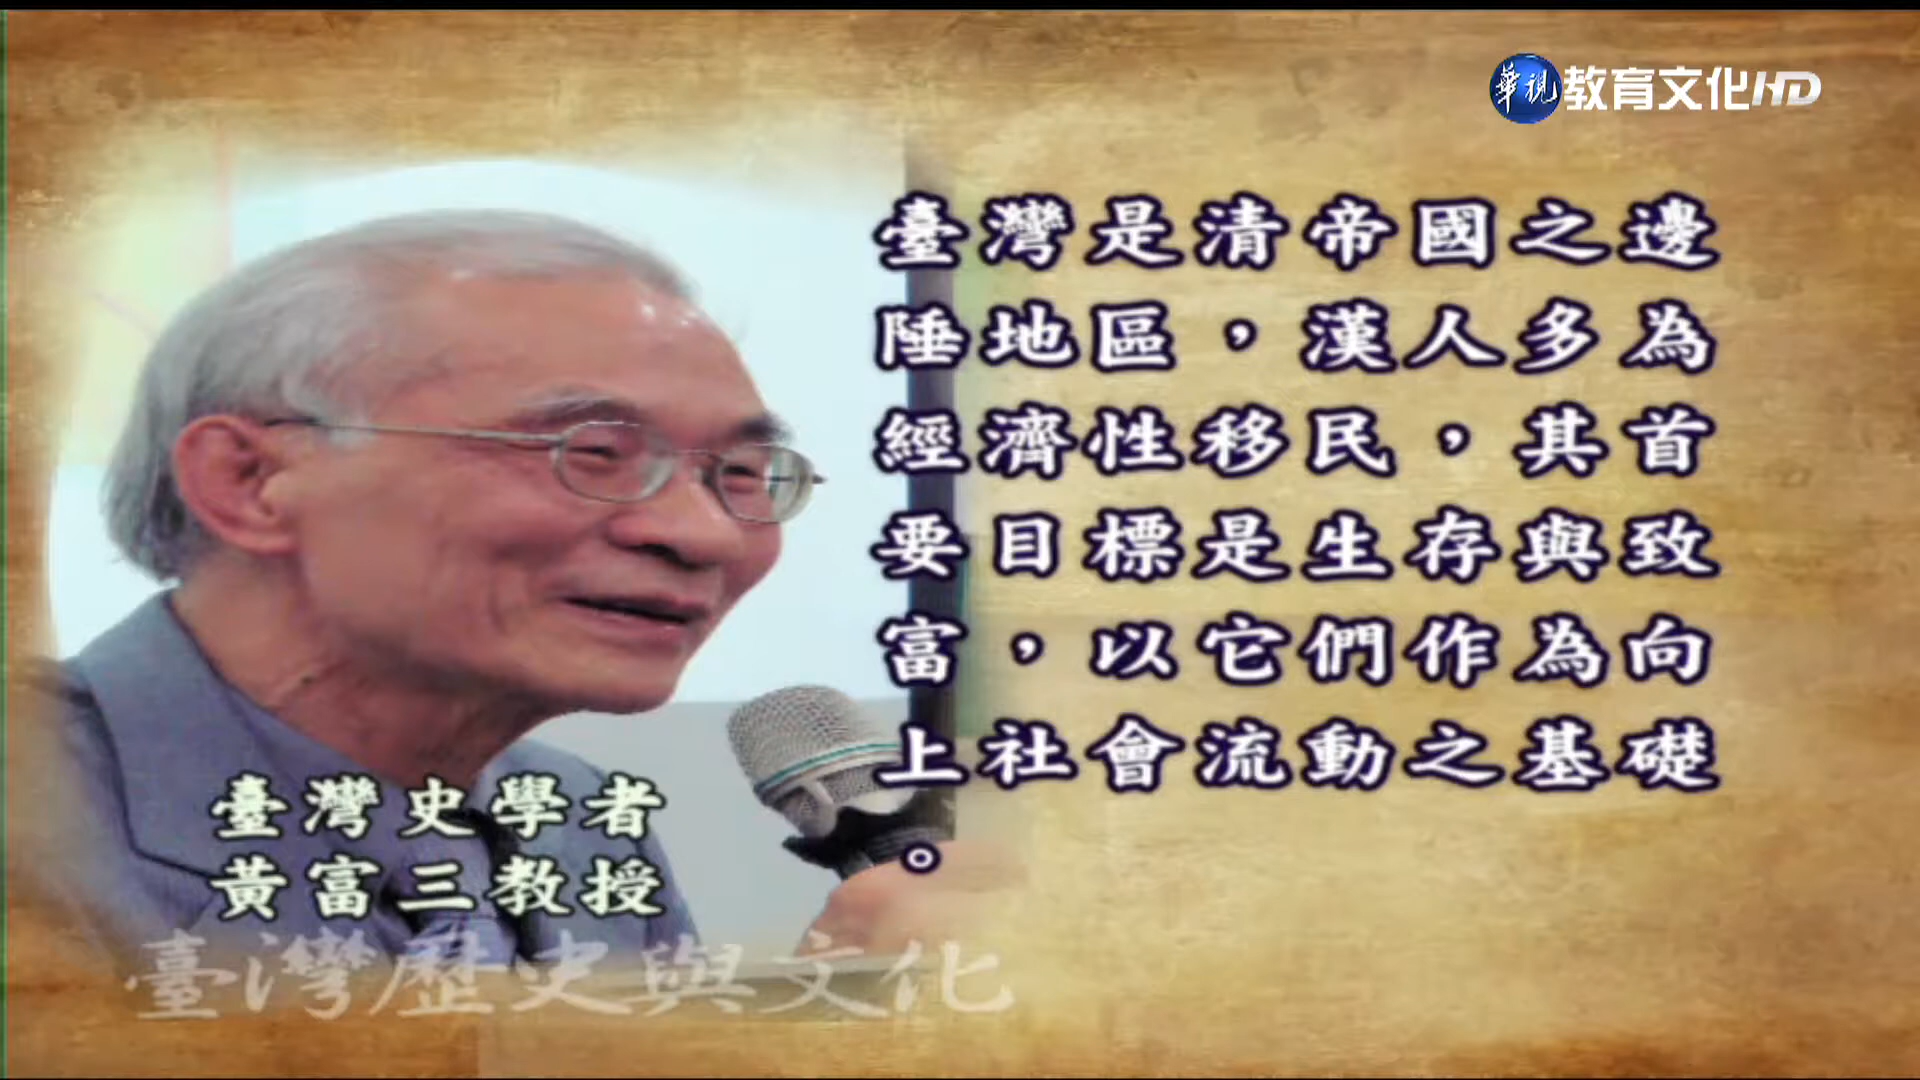 華視 教育文化HD
臺灣是清帝國之邊
陲地區，漢人多為
經濟性移民，其首
要目標是生存與致
富，以它們作為向
上社會流動之基礎
。
臺灣史學者
黃富三教授
臺灣歷史與文化